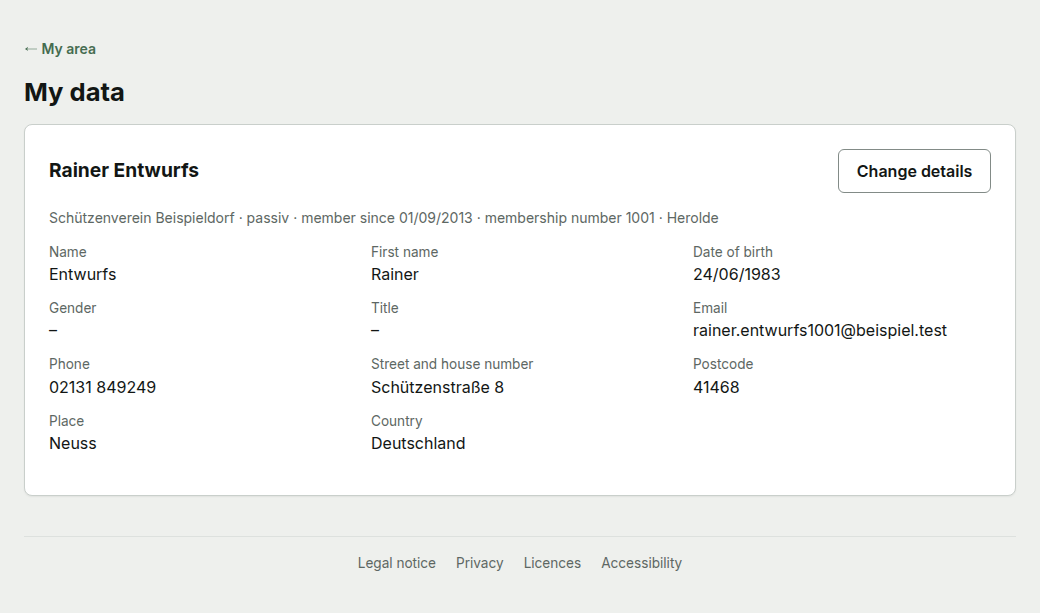 ← My area
My data
Rainer Entwurfs
Change details
Schützenverein Beispieldorf · passiv · member since 01/09/2013 · membership number 1001 · Herolde
Name First name Date of birth
Entwurfs Rainer 24/06/1983
Gender Title Email
– – rainer.entwurfs1001@beispiel.test
Phone Street and house number Postcode
02131 849249 Schützenstraße 8 41468
Place Country
Neuss Deutschland
Legal notice Privacy Licences Accessibility